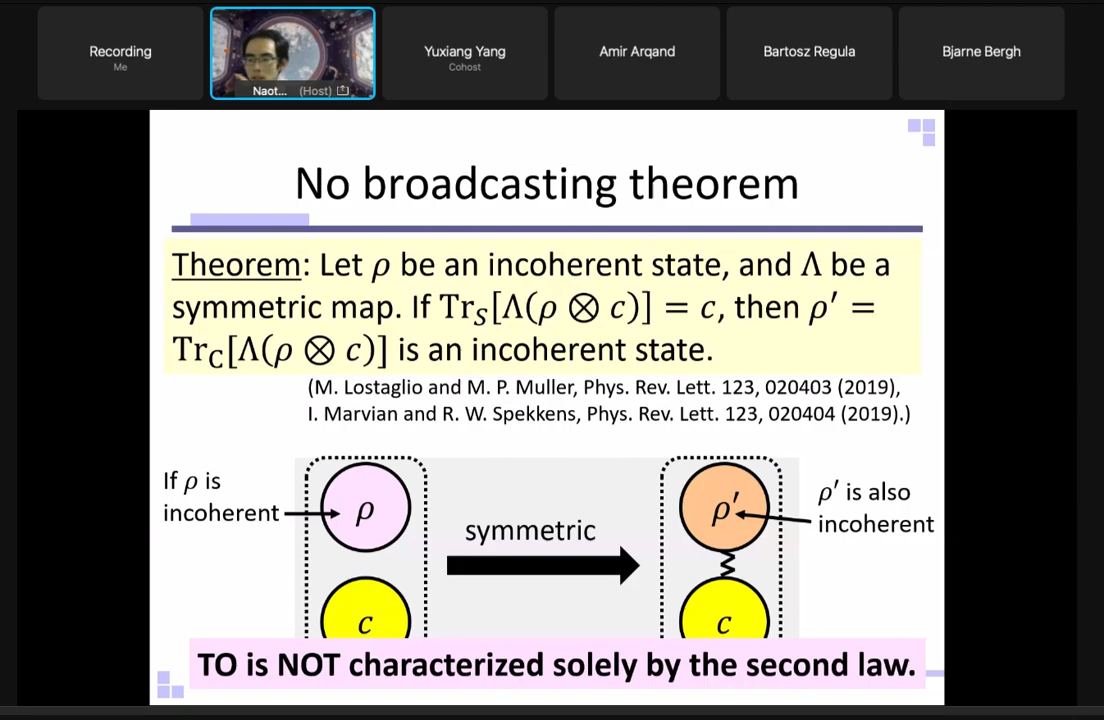 Recording
Me
Naot... (Host)
Yuxiang Yang
Cohost
Amir Arqand
Bartosz Regula
Bjarne Bergh
No broadcasting theorem
Theorem: Let ρ be an incoherent state, and Λ be a
symmetric map. If Tr_S[Λ(ρ ⊗ c)] = c, then ρ′ =
Tr_C[Λ(ρ ⊗ c)] is an incoherent state.
(M. Lostaglio and M. P. Muller, Phys. Rev. Lett. 123, 020403 (2019),
I. Marvian and R. W. Spekkens, Phys. Rev. Lett. 123, 020404 (2019).)
If ρ is
incoherent
ρ
symmetric
ρ′
ρ′ is also
incoherent
c
c
TO is NOT characterized solely by the second law.